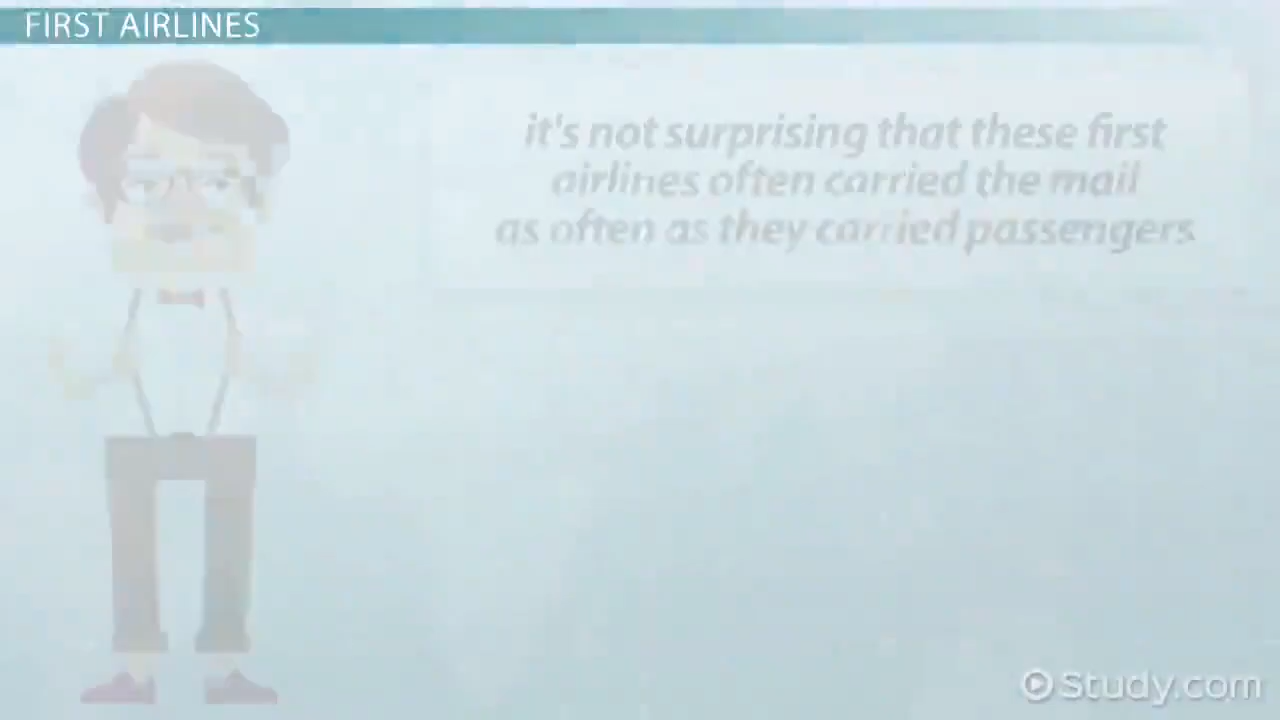 FIRST AIRLINES
it's not surprising that these first
airlines often carried the mail
as often as they carried passengers
Study.com